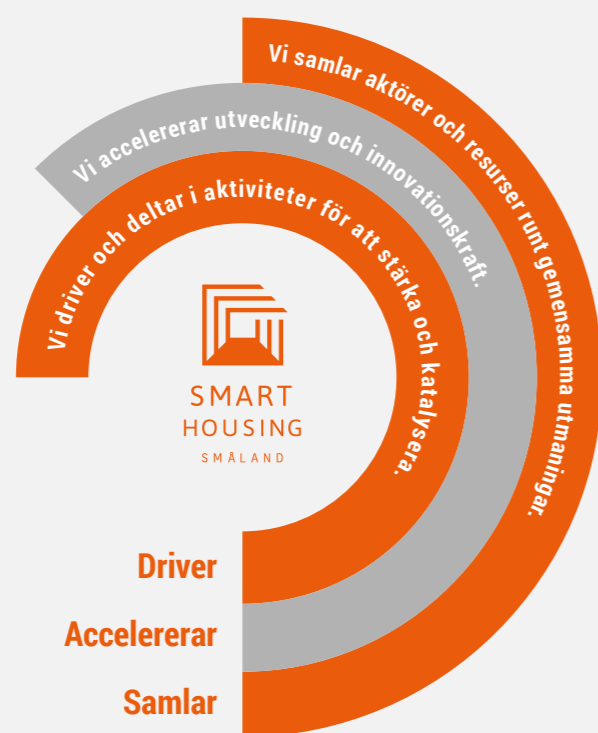 Vi samlar aktörer och resurser runt gemensamma utmaningar.
Vi accelererar utveckling och innovationskraft.
Vi driver och deltar i aktiviteter för att stärka och katalysera.
SMART
HOUSING
SMÅLAND
Driver
Accelererar
Samlar